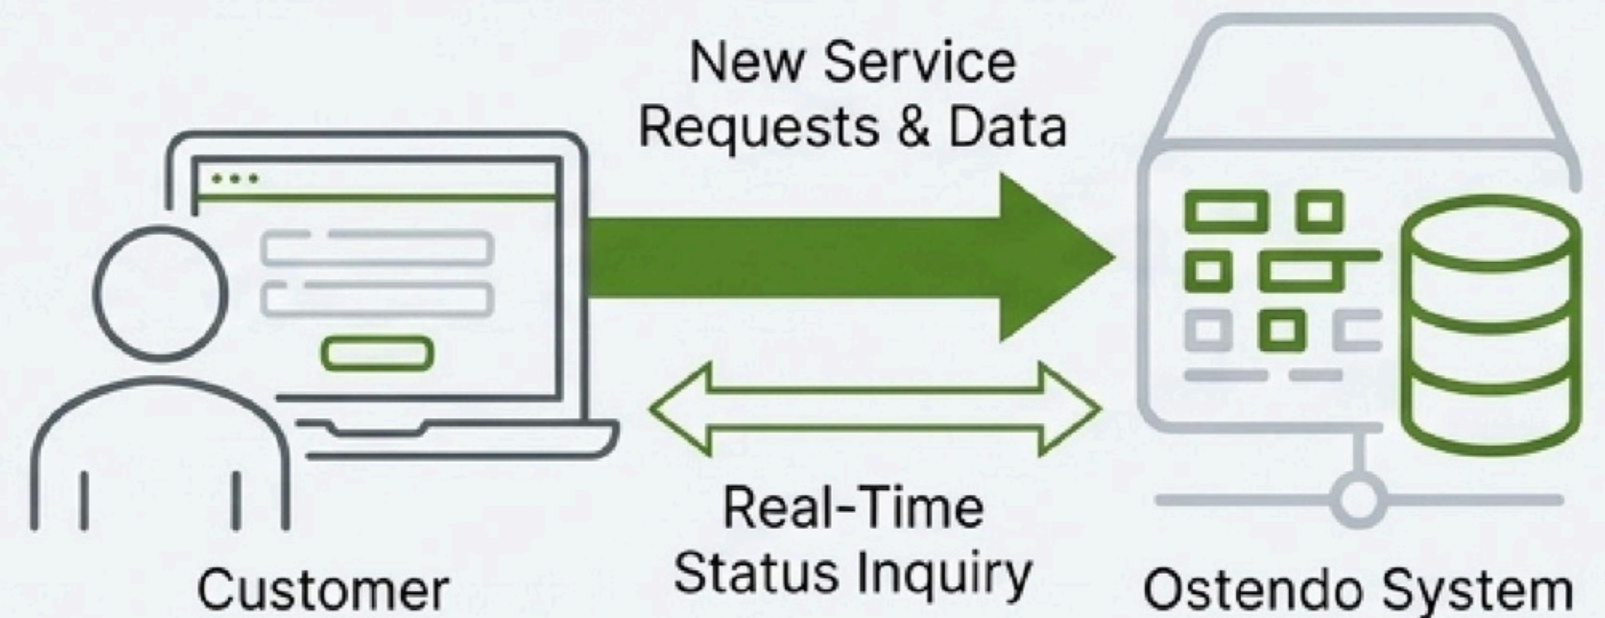 New Service
Requests & Data
Real-Time
Status Inquiry
Customer
Ostendo System